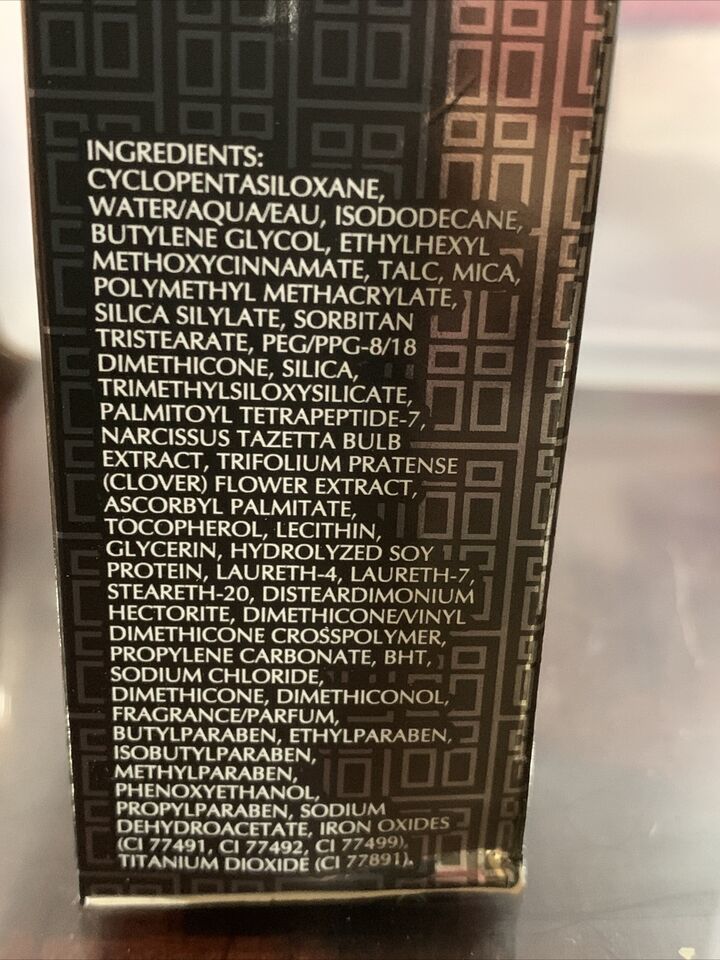 INGREDIENTS:
CYCLOPENTASILOXANE,
WATER/AQUA/EAU, ISODODECANE,
BUTYLENE GLYCOL, ETHYLHEXYL
METHOXYCINNAMATE, TALC, MICA,
POLYMETHYL METHACRYLATE,
SILICA SILYLATE, SORBITAN
TRISTEARATE, PEG/PPG-8/18
DIMETHICONE, SILICA,
TRIMETHYLSILOXYSILICATE,
PALMITOYL TETRAPEPTIDE-7,
NARCISSUS TAZETTA BULB
EXTRACT, TRIFOLIUM PRATENSE
(CLOVER) FLOWER EXTRACT,
ASCORBYL PALMITATE,
TOCOPHEROL, LECITHIN,
GLYCERIN, HYDROLYZED SOY
PROTEIN, LAURETH-4, LAURETH-7,
STEARETH-20, DISTEARDIMONIUM
HECTORITE, DIMETHICONE/VINYL
DIMETHICONE CROSSPOLYMER,
PROPYLENE CARBONATE, BHT,
SODIUM CHLORIDE,
DIMETHICONE, DIMETHICONOL,
FRAGRANCE/PARFUM,
BUTYLPARABEN, ETHYLPARABEN,
ISOBUTYLPARABEN,
METHYLPARABEN,
PHENOXYETHANOL,
PROPYLPARABEN, SODIUM
DEHYDROACETATE, IRON OXIDES
(CI 77491, CI 77492, CI 77499),
TITANIUM DIOXIDE (CI 77891).